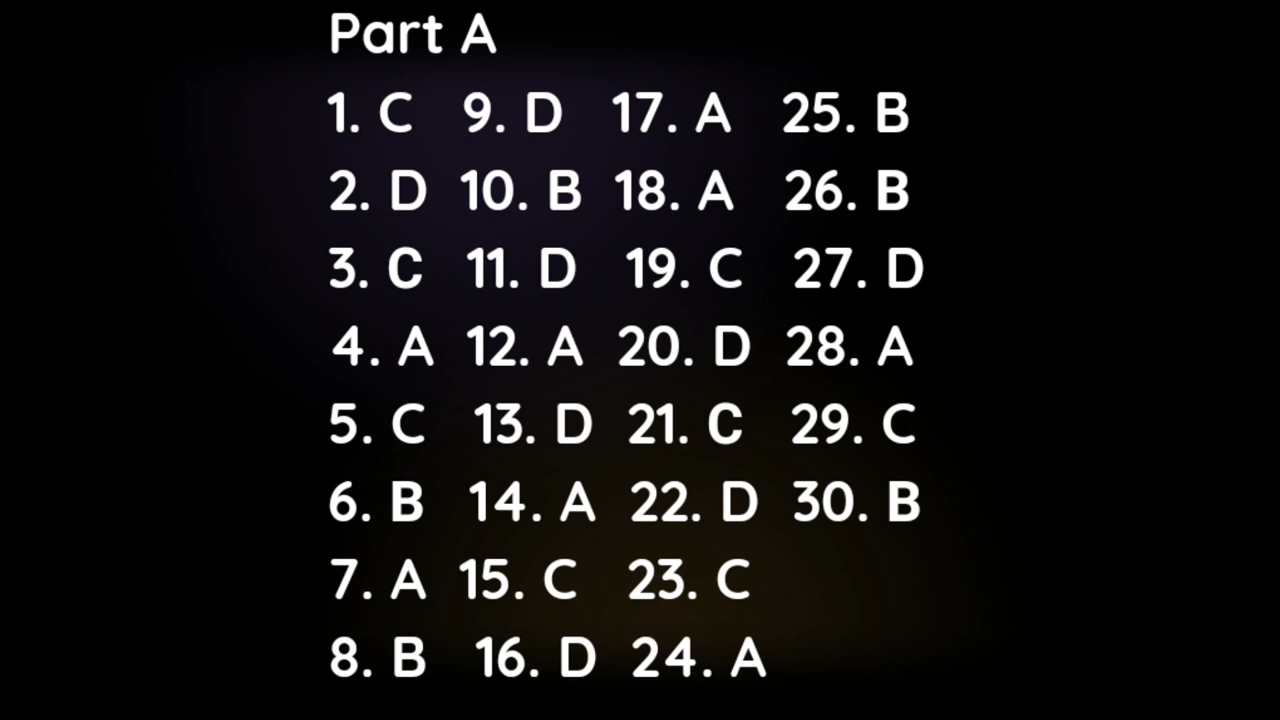 Part A
1. C 9. D 17. A 25. B
2. D 10. B 18. A 26. B
3. C 11. D 19. C 27. D
4. A 12. A 20. D 28. A
5. C 13. D 21. C 29. C
6. B 14. A 22. D 30. B
7. A 15. C 23. C
8. B 16. D 24. A